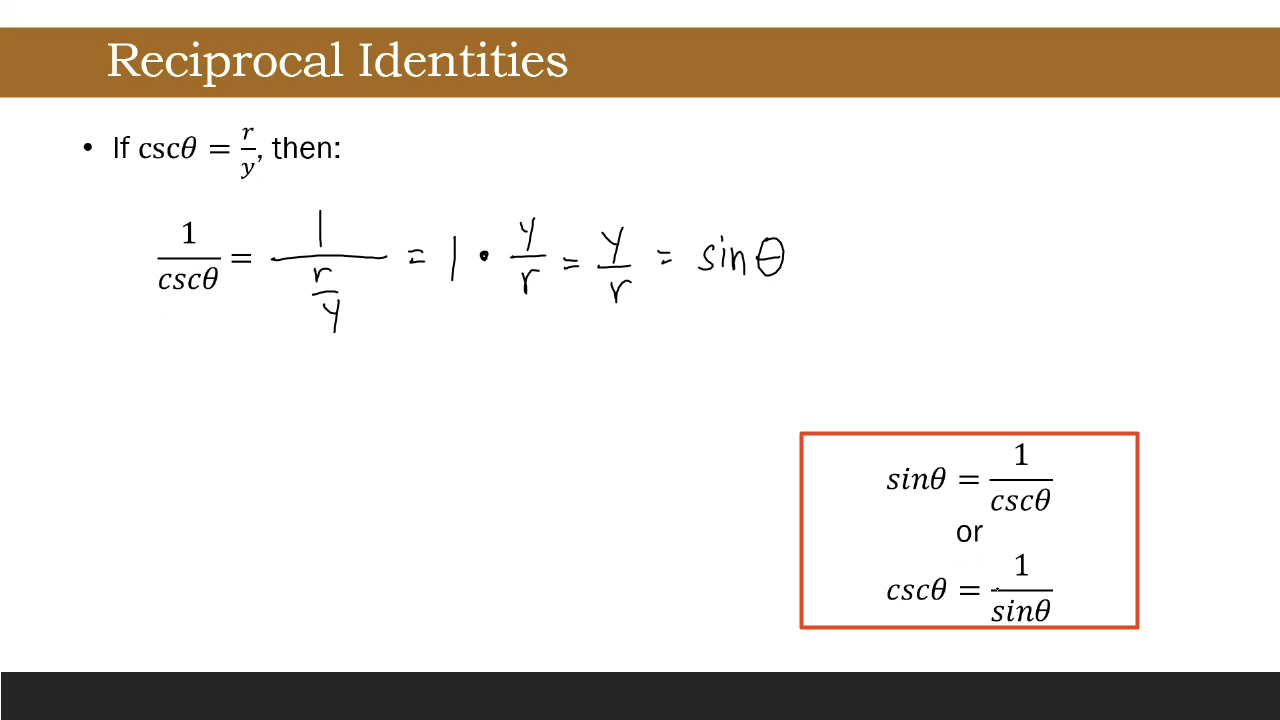 Reciprocal Identities
• If cscθ = r/y, then:
1/cscθ = 1/(r/y) = 1 • y/r = y/r = sinθ
sinθ = 1/cscθ
or
cscθ = 1/sinθ